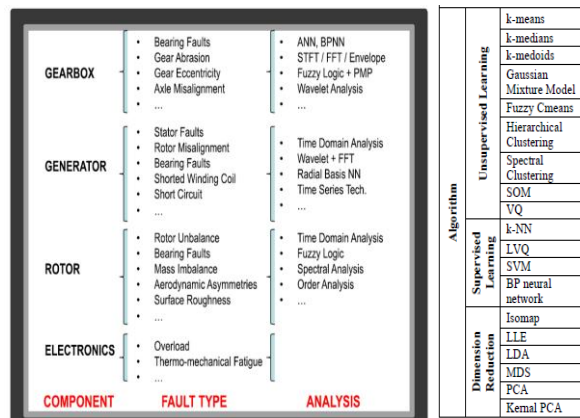 GEARBOX
• Bearing Faults
• Gear Abrasion
• Gear Eccentricity
• Axle Misalignment
• ...
• ANN, BPNN
• STFT / FFT / Envelope
• Fuzzy Logic + PMP
• Wavelet Analysis
• ...
GENERATOR
• Stator Faults
• Rotor Misalignment
• Bearing Faults
• Shorted Winding Coil
• Short Circuit
• ...
• Time Domain Analysis
• Wavelet + FFT
• Radial Basis NN
• Time Series Tech.
• ...
ROTOR
• Rotor Unbalance
• Bearing Faults
• Mass Imbalance
• Aerodynamic Asymmetries
• Surface Roughness
• ...
• Time Domain Analysis
• Fuzzy Logic
• Spectral Analysis
• Order Analysis
• ...
ELECTRONICS
• Overload
• Thermo-mechanical Fatigue
• ...
COMPONENT
FAULT TYPE
ANALYSIS
Algorithm
Unsupervised Learning
k-means
k-medians
k-medoids
Gaussian
Mixture Model
Fuzzy Cmeans
Hierarchical
Clustering
Spectral
Clustering
SOM
VQ
Supervised
Learning
k-NN
LVQ
SVM
BP neural
network
Dimension
Reduction
Isomap
LLE
LDA
MDS
PCA
Kernal PCA